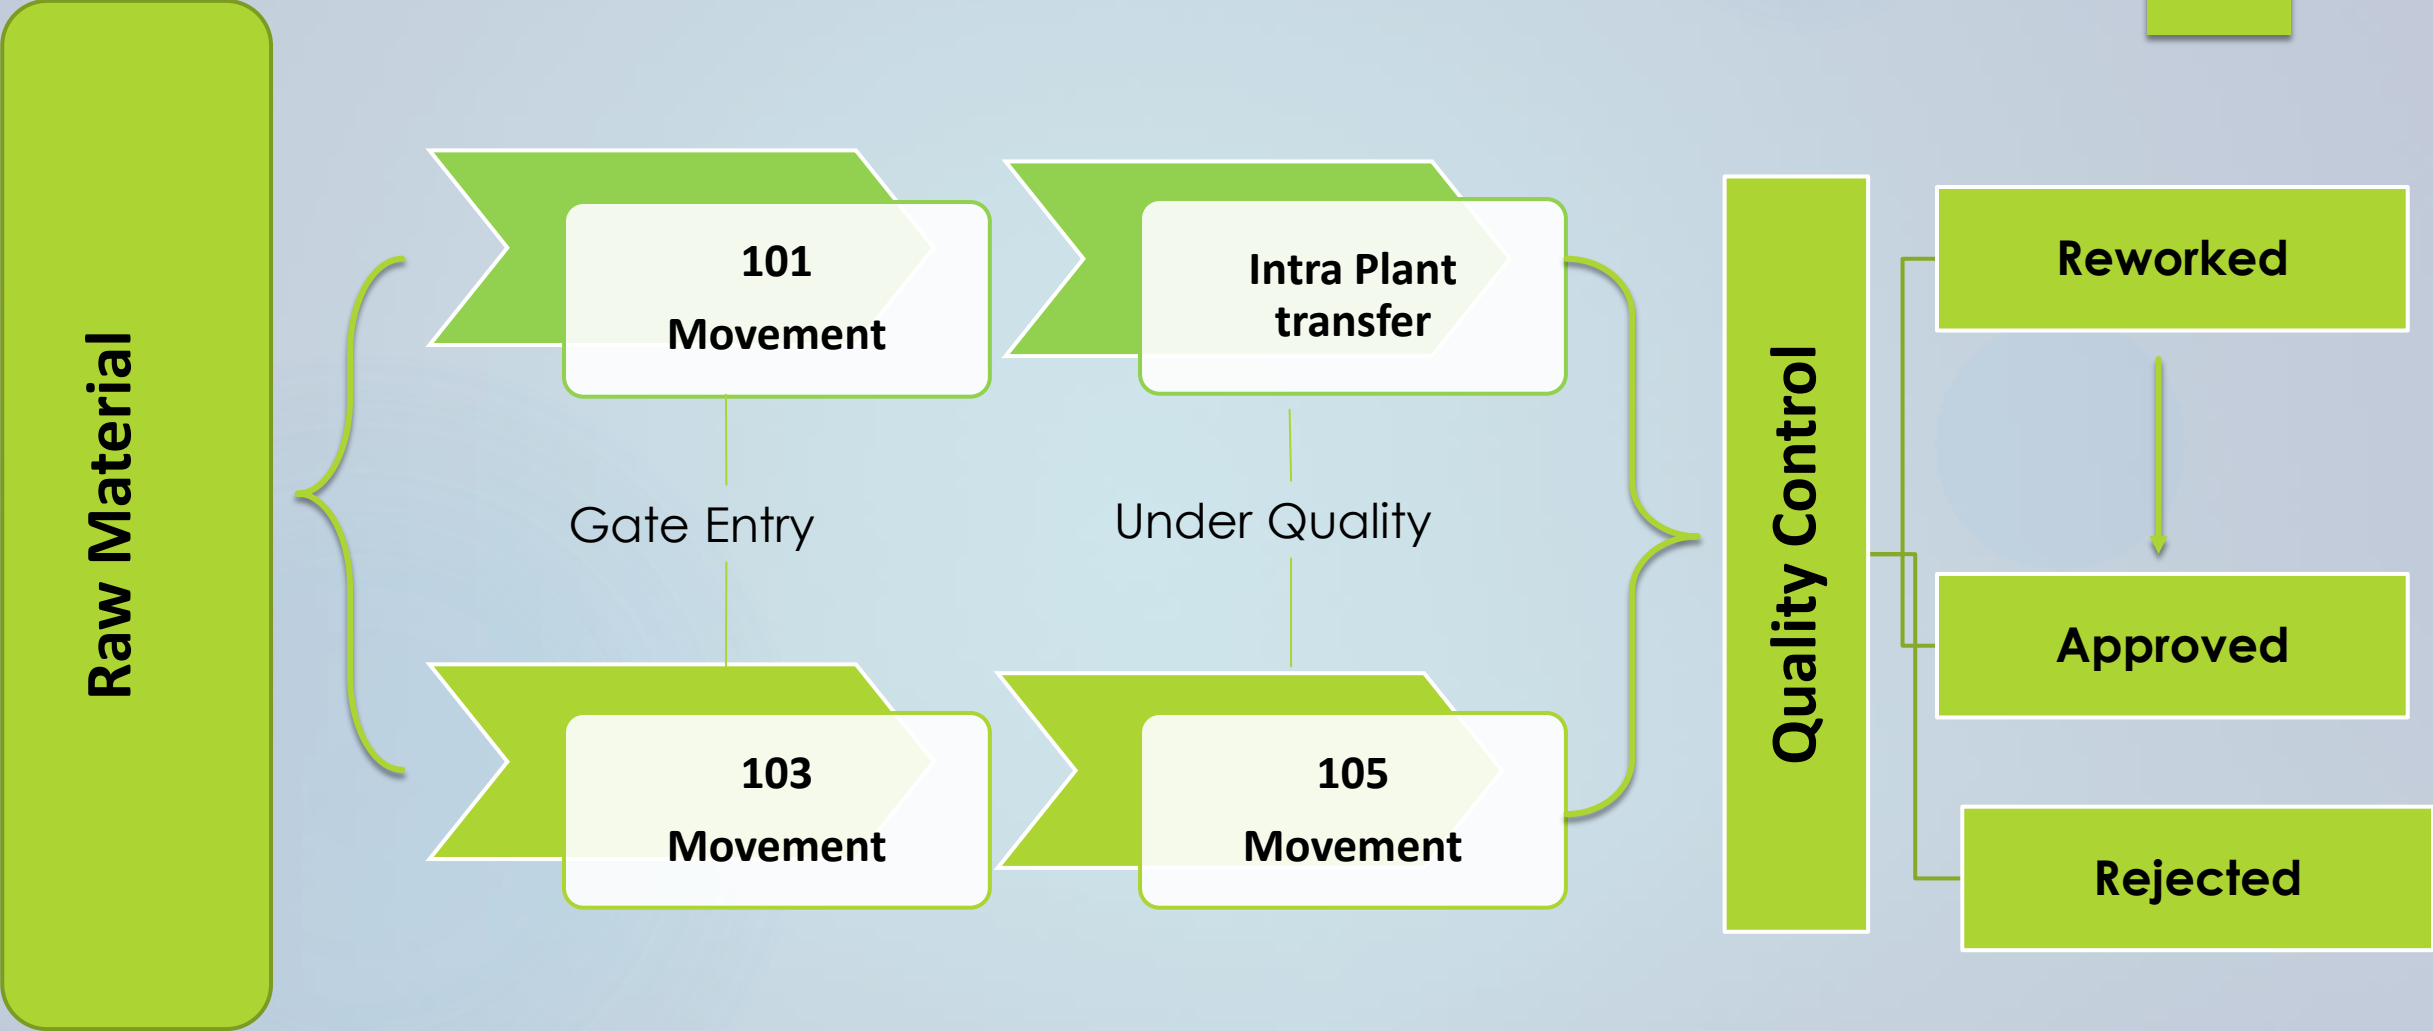 Raw Material
101
Movement
Intra Plant
transfer
Gate Entry
Under Quality
103
Movement
105
Movement
Quality Control
Reworked
Approved
Rejected